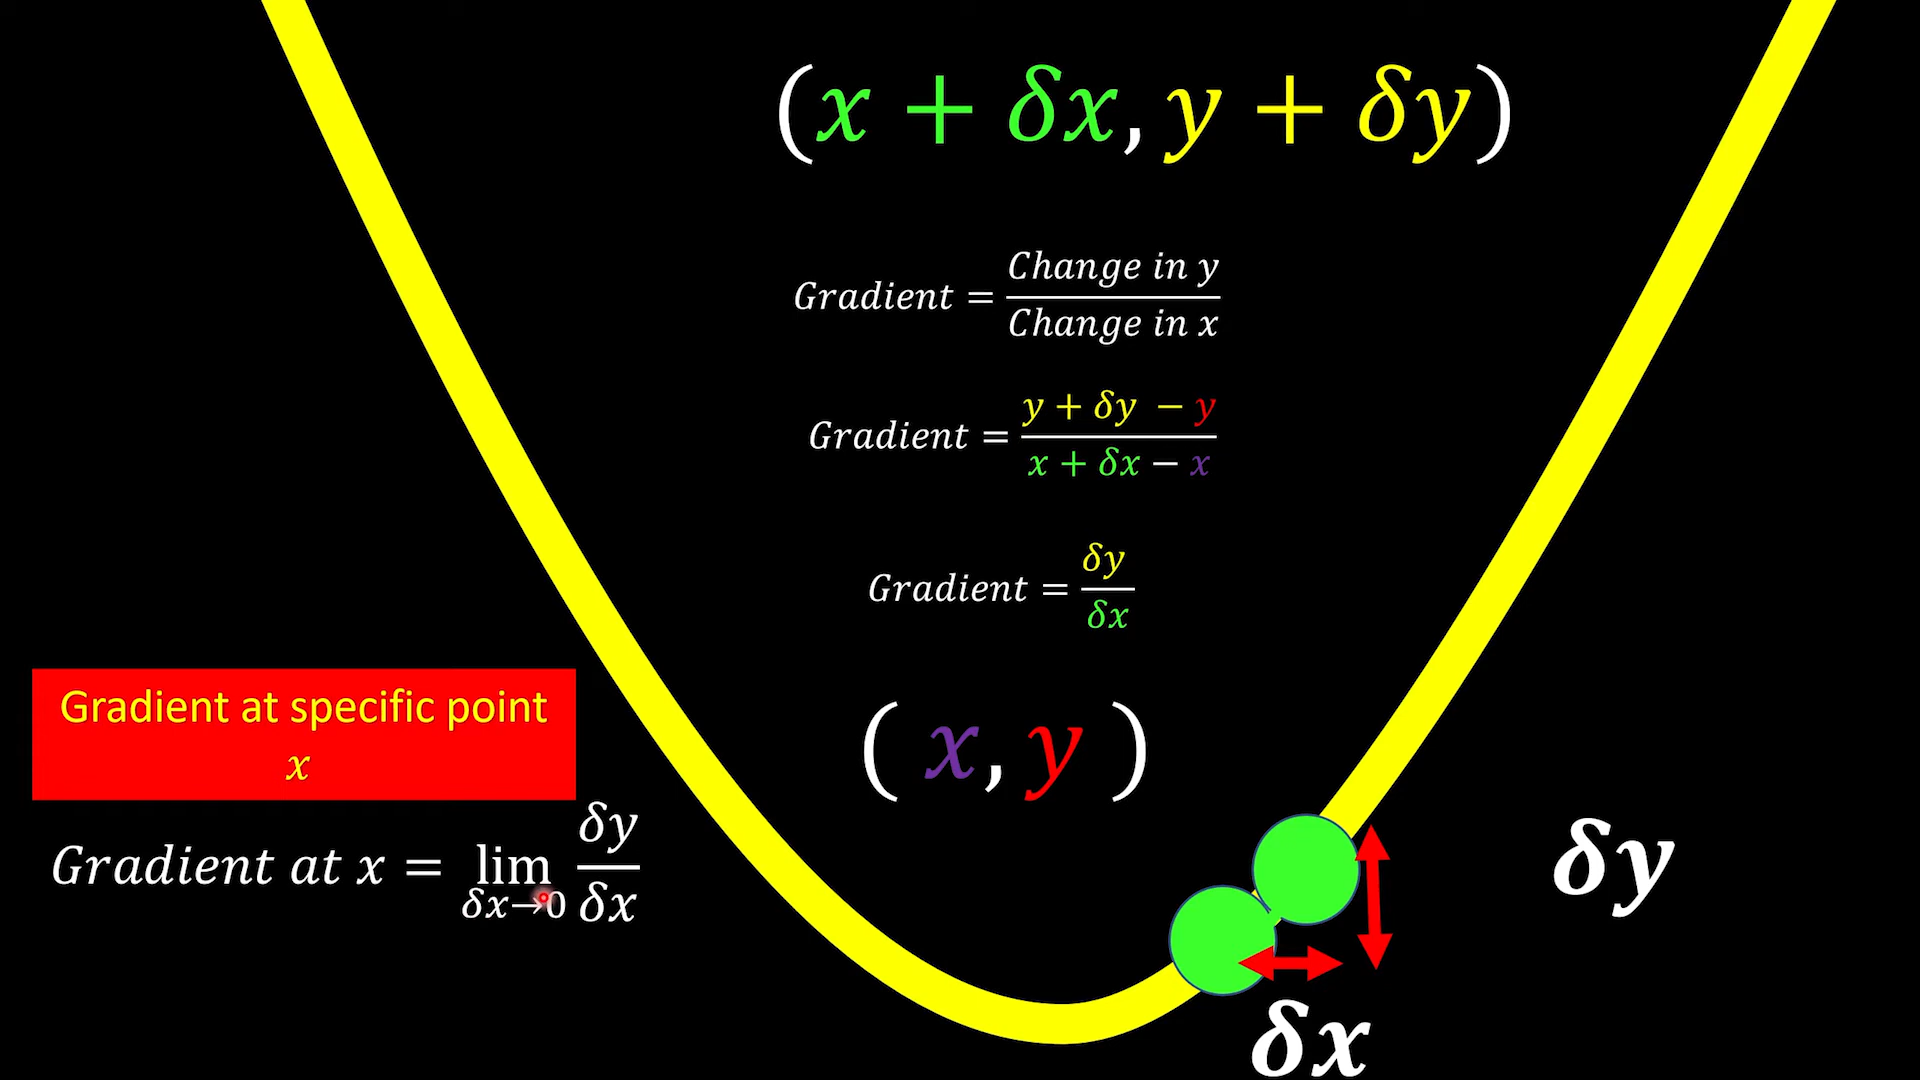 (x + δx, y + δy)
Gradient = Change in y / Change in x
Gradient = y + δy − y / x + δx − x
Gradient = δy / δx
( x, y )
Gradient at specific point
x
Gradient at x = lim δx→0 δy / δx
δy
δx